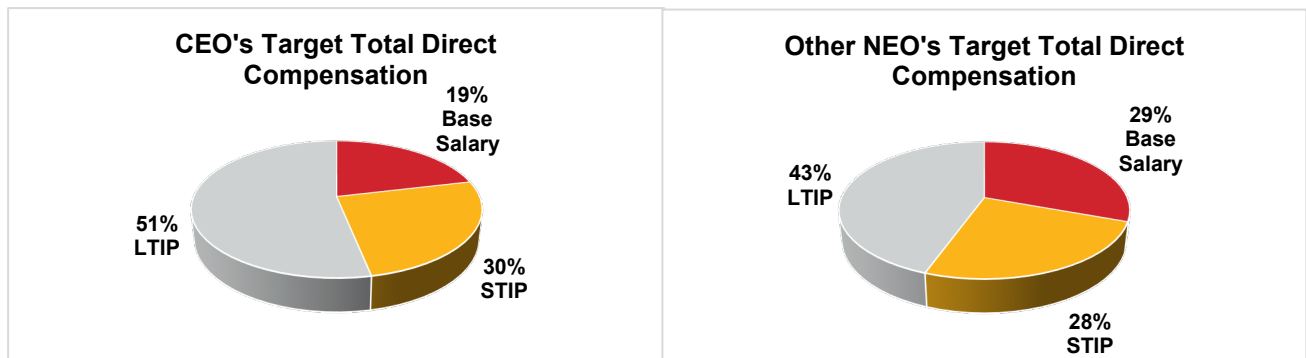 CEO's Target Total Direct
Compensation
19%
Base
Salary
51%
LTIP
30%
STIP
Other NEO's Target Total Direct
Compensation
29%
Base
Salary
43%
LTIP
28%
STIP